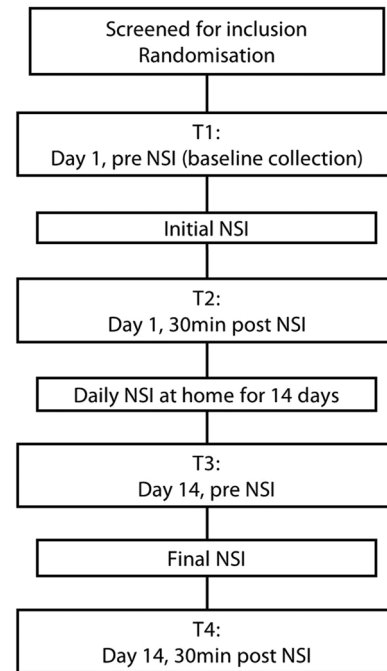 Screened for inclusion
Randomisation
T1:
Day 1, pre NSI (baseline collection)
Initial NSI
T2:
Day 1, 30min post NSI
Daily NSI at home for 14 days
T3:
Day 14, pre NSI
Final NSI
T4:
Day 14, 30min post NSI